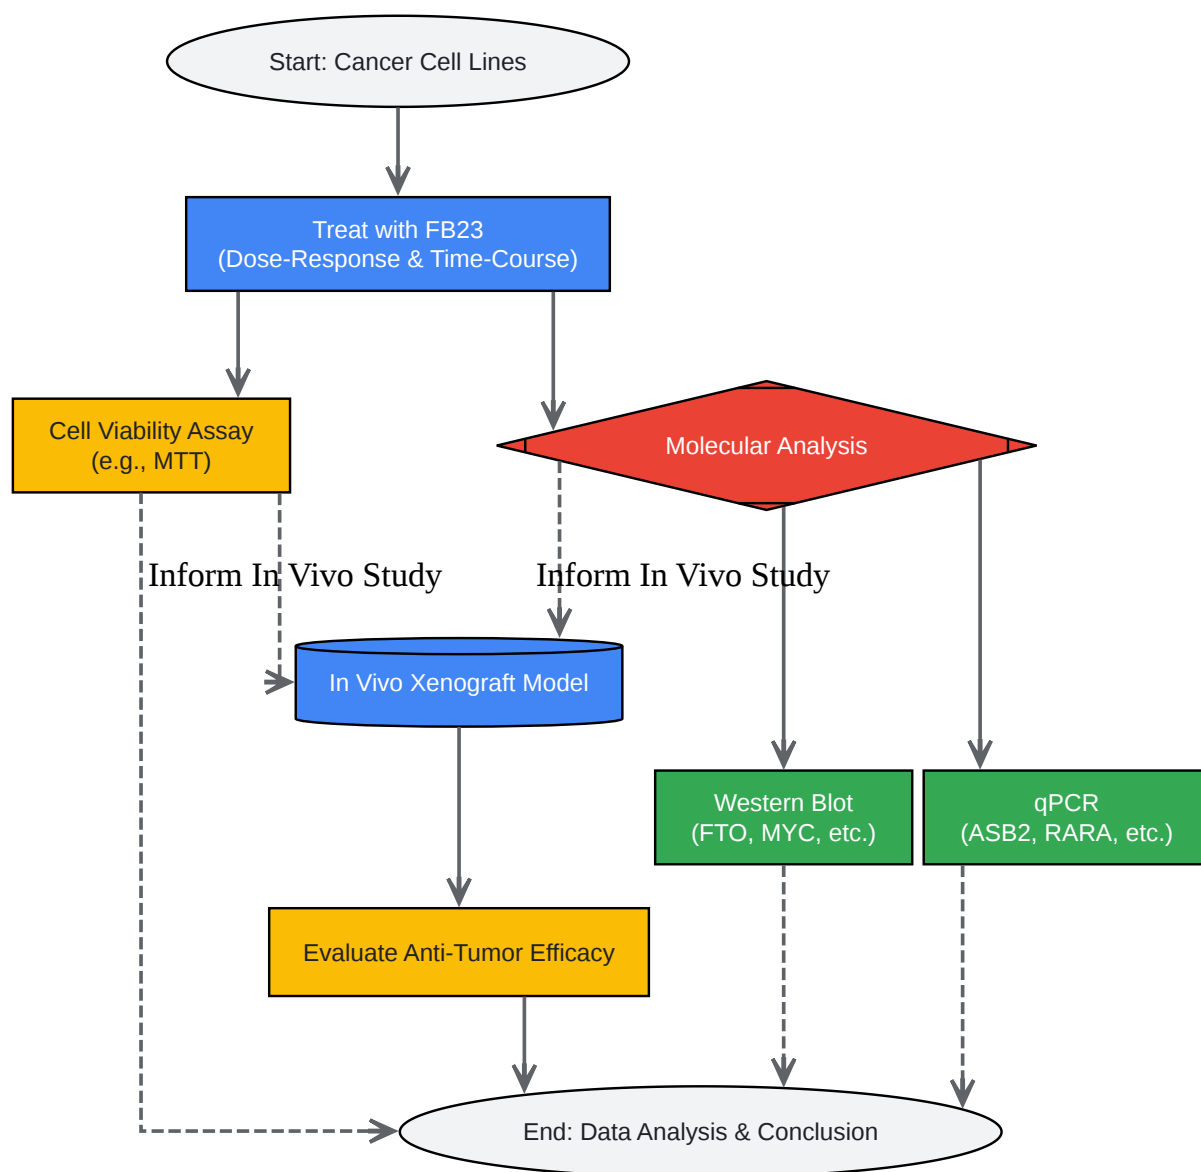 Start: Cancer Cell Lines
Treat with FB23
(Dose-Response & Time-Course)
Cell Viability Assay
(e.g., MTT)
Molecular Analysis
Inform In Vivo Study
Inform In Vivo Study
In Vivo Xenograft Model
Western Blot
(FTO, MYC, etc.)
qPCR
(ASB2, RARA, etc.)
Evaluate Anti-Tumor Efficacy
End: Data Analysis & Conclusion